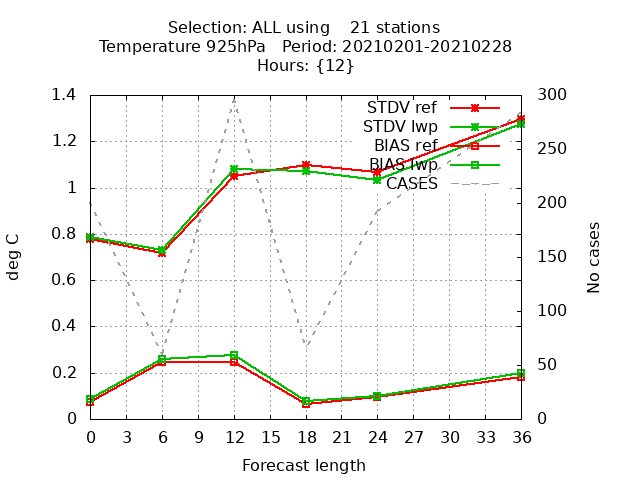 Selection: ALL using 21 stations
Temperature 925hPa Period: 20210201-20210228
Hours: {12}
1.4
1.2
1
0.8
0.6
0.4
0.2
0
deg C
STDV ref
STDV lwp
BIAS ref
BIAS lwp
CASES
300
250
200
150
100
50
0
No cases
0 3 6 9 12 15 18 21 24 27 30 33 36
Forecast length